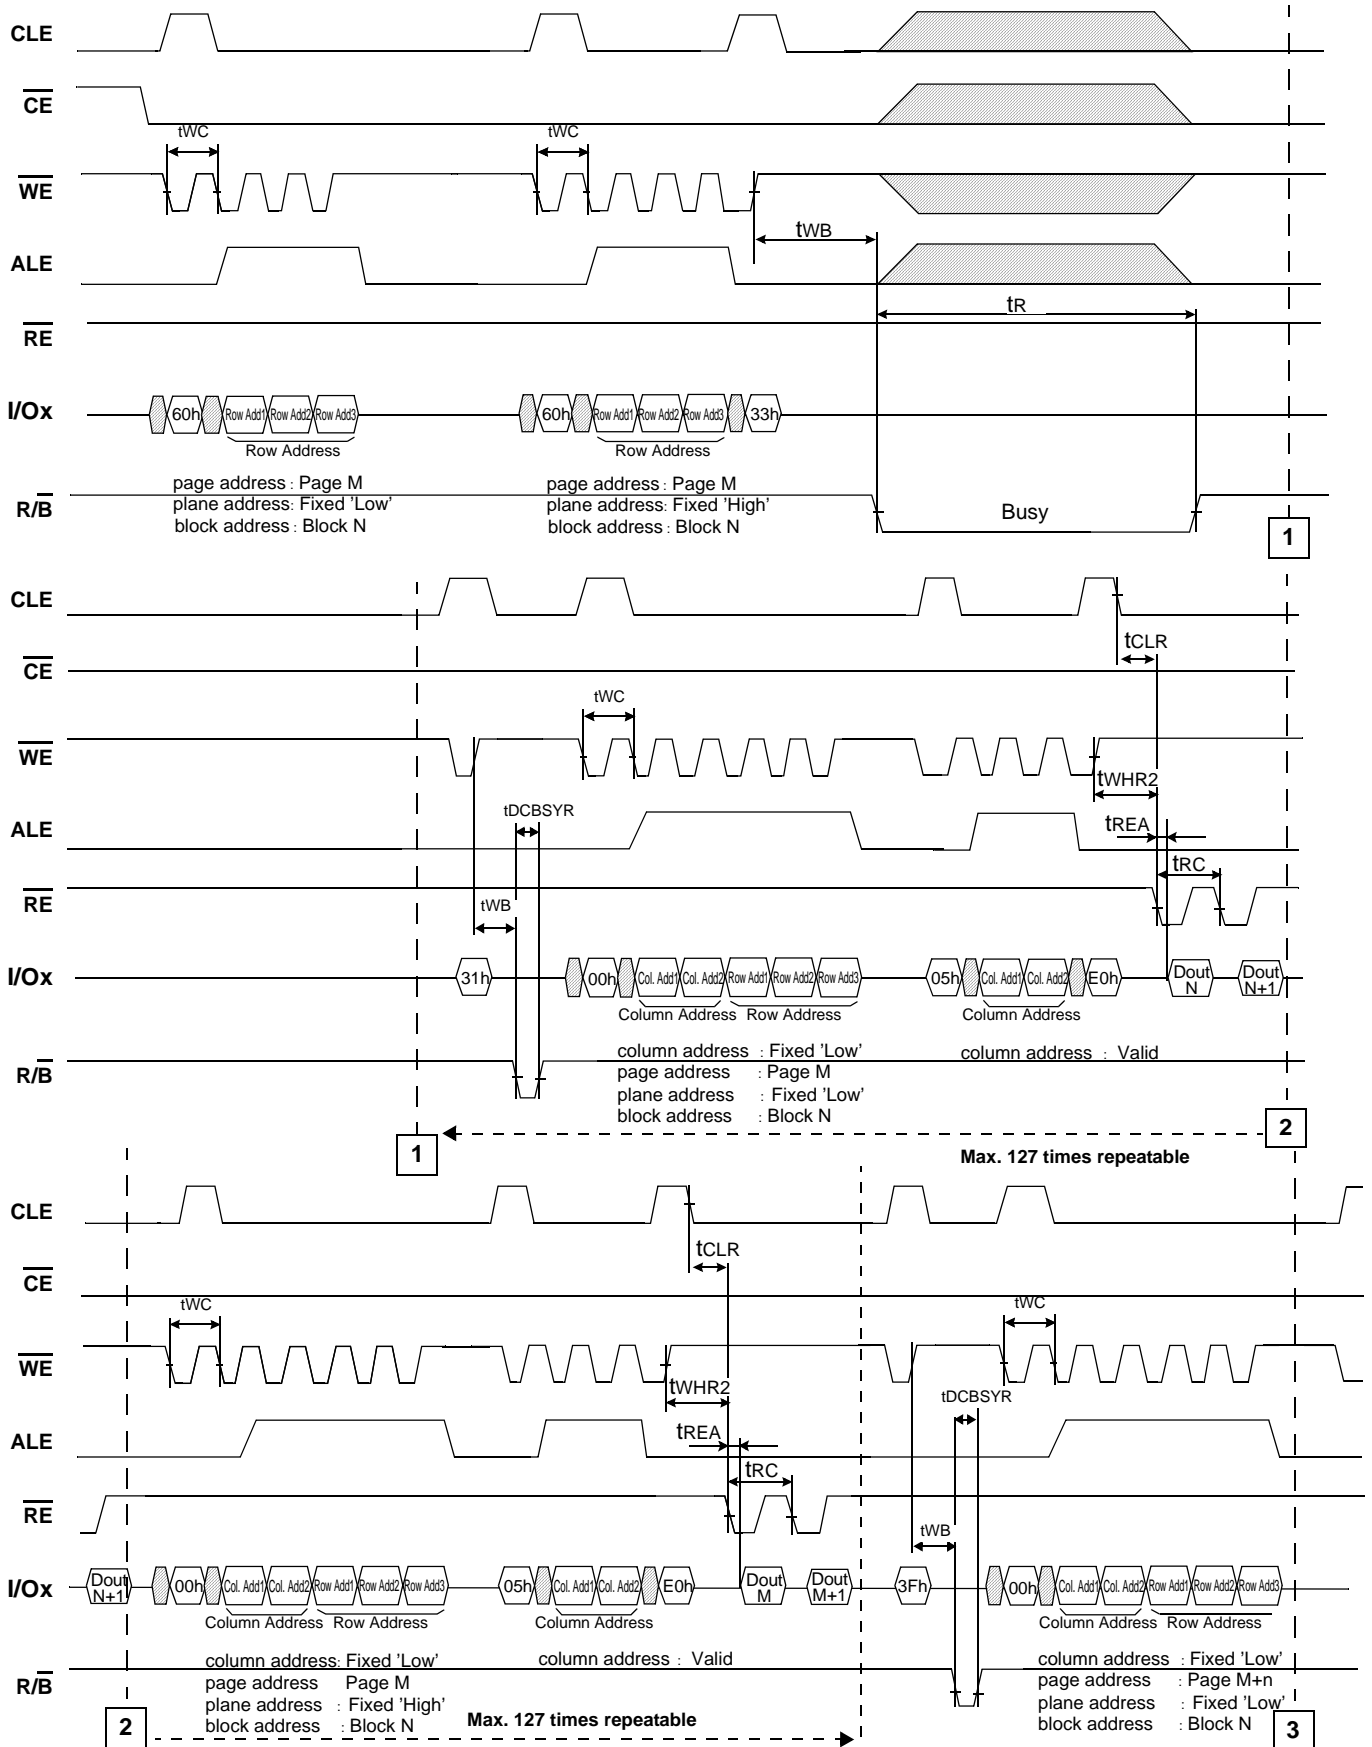 CLE
CE
tWC tWC
WE
tWB
ALE
tR
RE
I/Ox 60h Row Add1 Row Add2 Row Add3 60h Row Add1 Row Add2 Row Add3 33h
Row Address Row Address
page address : Page M page address : Page M
plane address: Fixed 'Low' plane address: Fixed 'High'
block address : Block N block address : Block N
R/B Busy
1
CLE
tCLR
CE
tWC
WE
tWHR2
tDCBSYR
ALE tREA
tRC
RE
tWB
I/Ox 31h 00h Col. Add1 Col. Add2 Row Add1 Row Add2 Row Add3 05h Col. Add1 Col. Add2 E0h Dout N Dout N+1
Column Address Row Address Column Address
column address : Fixed 'Low' column address : Valid
R/B page address : Page M
plane address : Fixed 'Low'
block address : Block N
1 2
Max. 127 times repeatable
CLE
tCLR
CE
tWC tWC
WE
tWHR2 tDCBSYR
ALE tREA
tRC
RE
tWB
I/Ox Dout N+1 00h Col. Add1 Col. Add2 Row Add1 Row Add2 Row Add3 05h Col. Add1 Col. Add2 E0h Dout M Dout M+1 3Fh 00h Col. Add1 Col. Add2 Row Add1 Row Add2 Row Add3
Column Address Row Address Column Address Column Address Row Address
column address: Fixed 'Low' column address : Valid column address : Fixed 'Low'
R/B page address Page M page address : Page M+n
plane address : Fixed 'High' plane address : Fixed 'Low'
block address : Block N block address : Block N
2 Max. 127 times repeatable 3